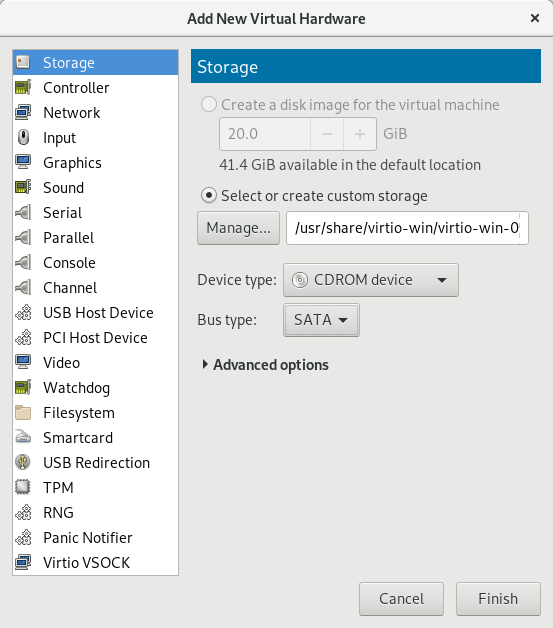 Add New Virtual Hardware
Storage
Controller
Network
Input
Graphics
Sound
Serial
Parallel
Console
Channel
USB Host Device
PCI Host Device
Video
Watchdog
Filesystem
Smartcard
USB Redirection
TPM
RNG
Panic Notifier
Virtio VSOCK
Storage
Create a disk image for the virtual machine
20.0 − + GiB
41.4 GiB available in the default location
Select or create custom storage
Manage... /usr/share/virtio-win/virtio-win-0
Device type: CDROM device
Bus type: SATA
Advanced options
Cancel Finish